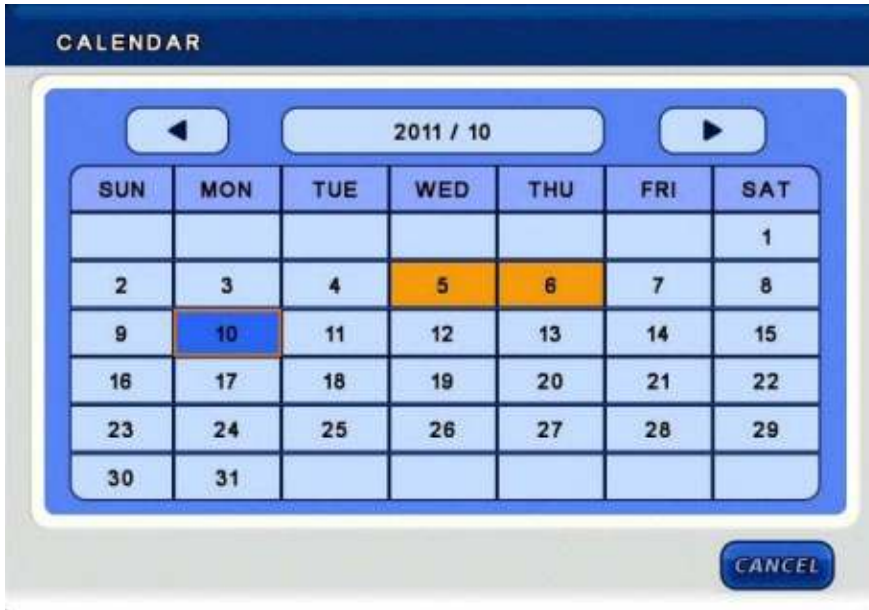 CALENDAR
2011 / 10
SUN MON TUE WED THU FRI SAT
1
2 3 4 5 6 7 8
9 10 11 12 13 14 15
16 17 18 19 20 21 22
23 24 25 26 27 28 29
30 31
CANCEL